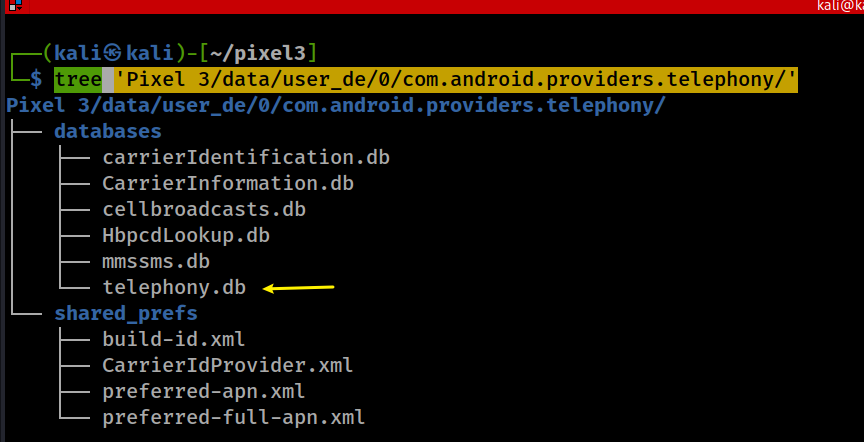 kali@ka
(kali㉿kali)-[~/pixel3]
$ tree 'Pixel 3/data/user_de/0/com.android.providers.telephony/'
Pixel 3/data/user_de/0/com.android.providers.telephony/
├── databases
│   ├── carrierIdentification.db
│   ├── CarrierInformation.db
│   ├── cellbroadcasts.db
│   ├── HbpcdLookup.db
│   ├── mmssms.db
│   └── telephony.db
└── shared_prefs
    ├── build-id.xml
    ├── CarrierIdProvider.xml
    ├── preferred-apn.xml
    └── preferred-full-apn.xml